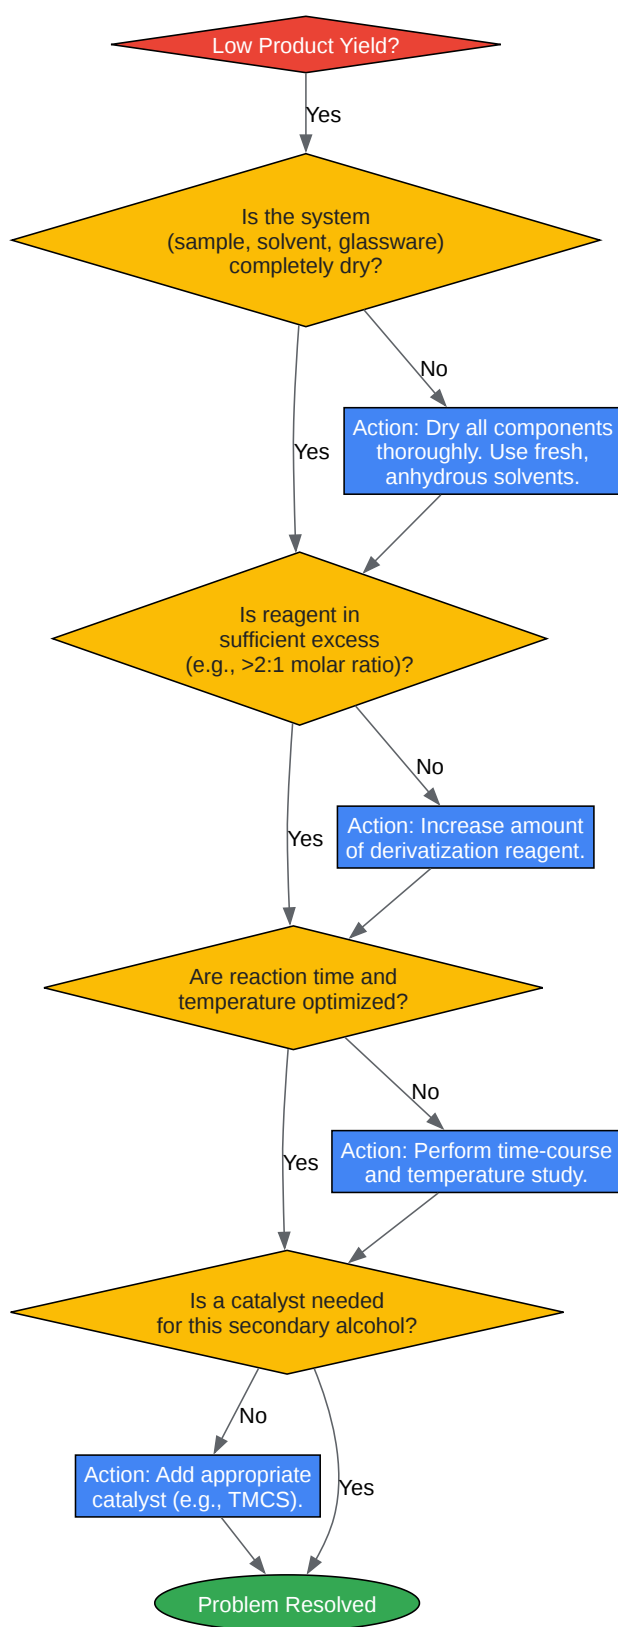 Low Product Yield?
Yes
Is the system
(sample, solvent, glassware)
completely dry?
No
Yes
Action: Dry all components
thoroughly. Use fresh,
anhydrous solvents.
Is reagent in
sufficient excess
(e.g., >2:1 molar ratio)?
No
Yes
Action: Increase amount
of derivatization reagent.
Are reaction time and
temperature optimized?
No
Yes
Action: Perform time-course
and temperature study.
Is a catalyst needed
for this secondary alcohol?
No
Yes
Action: Add appropriate
catalyst (e.g., TMCS).
Problem Resolved